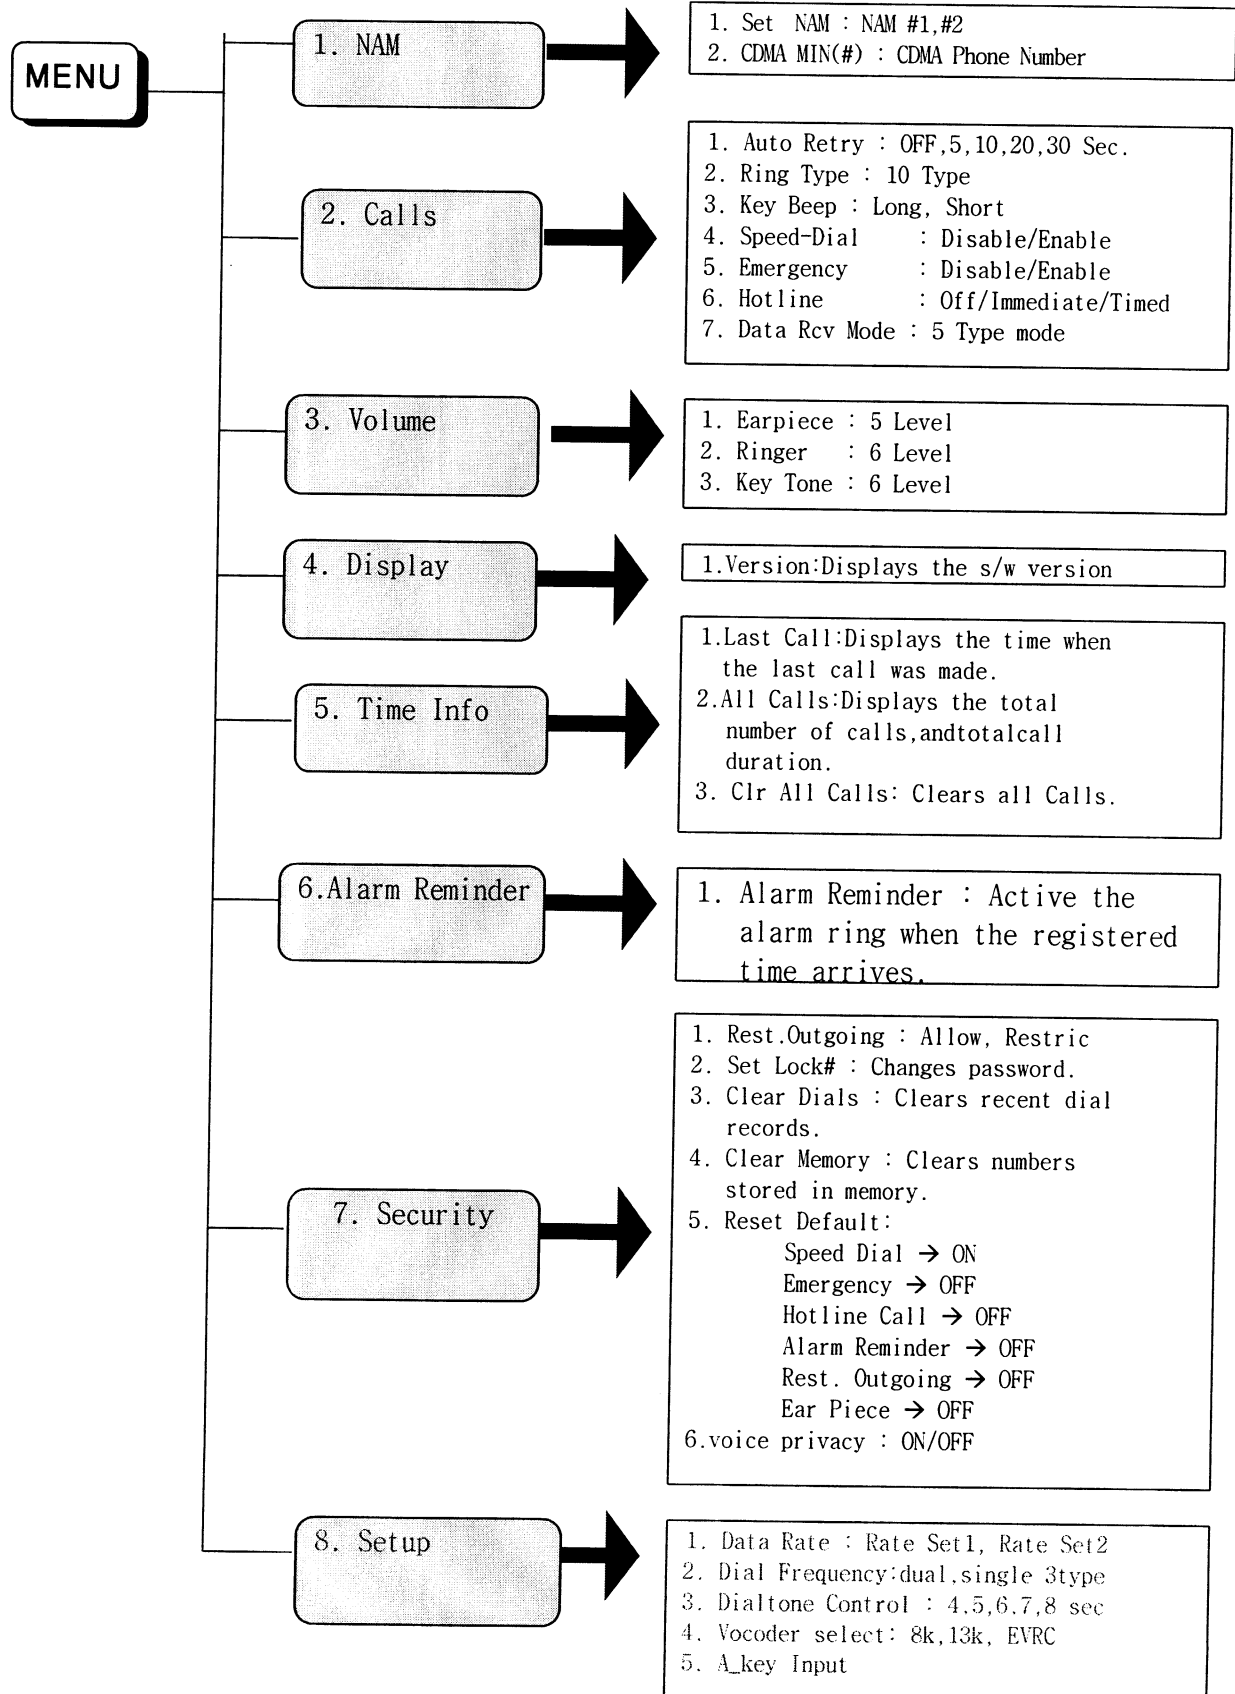 MENU
1. NAM
1. Set NAM : NAM #1,#2
2. CDMA MIN(#) : CDMA Phone Number
2. Calls
1. Auto Retry : OFF,5,10,20,30 Sec.
2. Ring Type : 10 Type
3. Key Beep : Long, Short
4. Speed-Dial : Disable/Enable
5. Emergency : Disable/Enable
6. Hotline : Off/Immediate/Timed
7. Data Rcv Mode : 5 Type mode
3. Volume
1. Earpiece : 5 Level
2. Ringer : 6 Level
3. Key Tone : 6 Level
4. Display
1.Version:Displays the s/w version
5. Time Info
1.Last Call:Displays the time when
the last call was made.
2.All Calls:Displays the total
number of calls,andtotalcall
duration.
3. Clr All Calls: Clears all Calls.
6.Alarm Reminder
1. Alarm Reminder : Active the
alarm ring when the registered
time arrives.
7. Security
1. Rest.Outgoing : Allow, Restric
2. Set Lock# : Changes password.
3. Clear Dials : Clears recent dial
records.
4. Clear Memory : Clears numbers
stored in memory.
5. Reset Default:
Speed Dial → ON
Emergency → OFF
Hotline Call → OFF
Alarm Reminder → OFF
Rest. Outgoing → OFF
Ear Piece → OFF
6.voice privacy : ON/OFF
8. Setup
1. Data Rate : Rate Set1, Rate Set2
2. Dial Frequency:dual,single 3type
3. Dialtone Control : 4,5,6,7,8 sec
4. Vocoder select: 8k,13k, EVRC
5. A_key Input